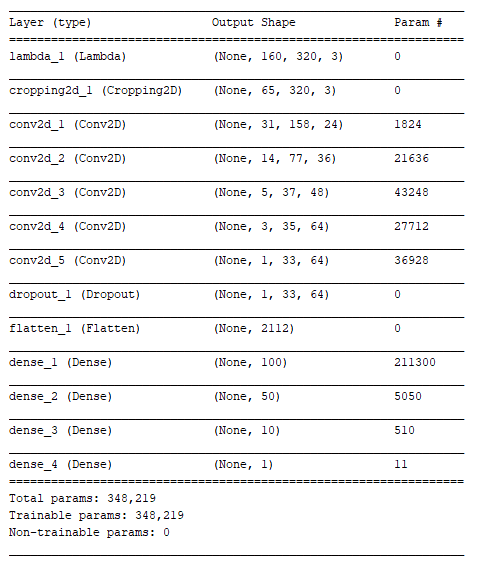 Layer (type) Output Shape Param #
=================================================================
lambda_1 (Lambda) (None, 160, 320, 3) 0
cropping2d_1 (Cropping2D) (None, 65, 320, 3) 0
conv2d_1 (Conv2D) (None, 31, 158, 24) 1824
conv2d_2 (Conv2D) (None, 14, 77, 36) 21636
conv2d_3 (Conv2D) (None, 5, 37, 48) 43248
conv2d_4 (Conv2D) (None, 3, 35, 64) 27712
conv2d_5 (Conv2D) (None, 1, 33, 64) 36928
dropout_1 (Dropout) (None, 1, 33, 64) 0
flatten_1 (Flatten) (None, 2112) 0
dense_1 (Dense) (None, 100) 211300
dense_2 (Dense) (None, 50) 5050
dense_3 (Dense) (None, 10) 510
dense_4 (Dense) (None, 1) 11
=================================================================
Total params: 348,219
Trainable params: 348,219
Non-trainable params: 0